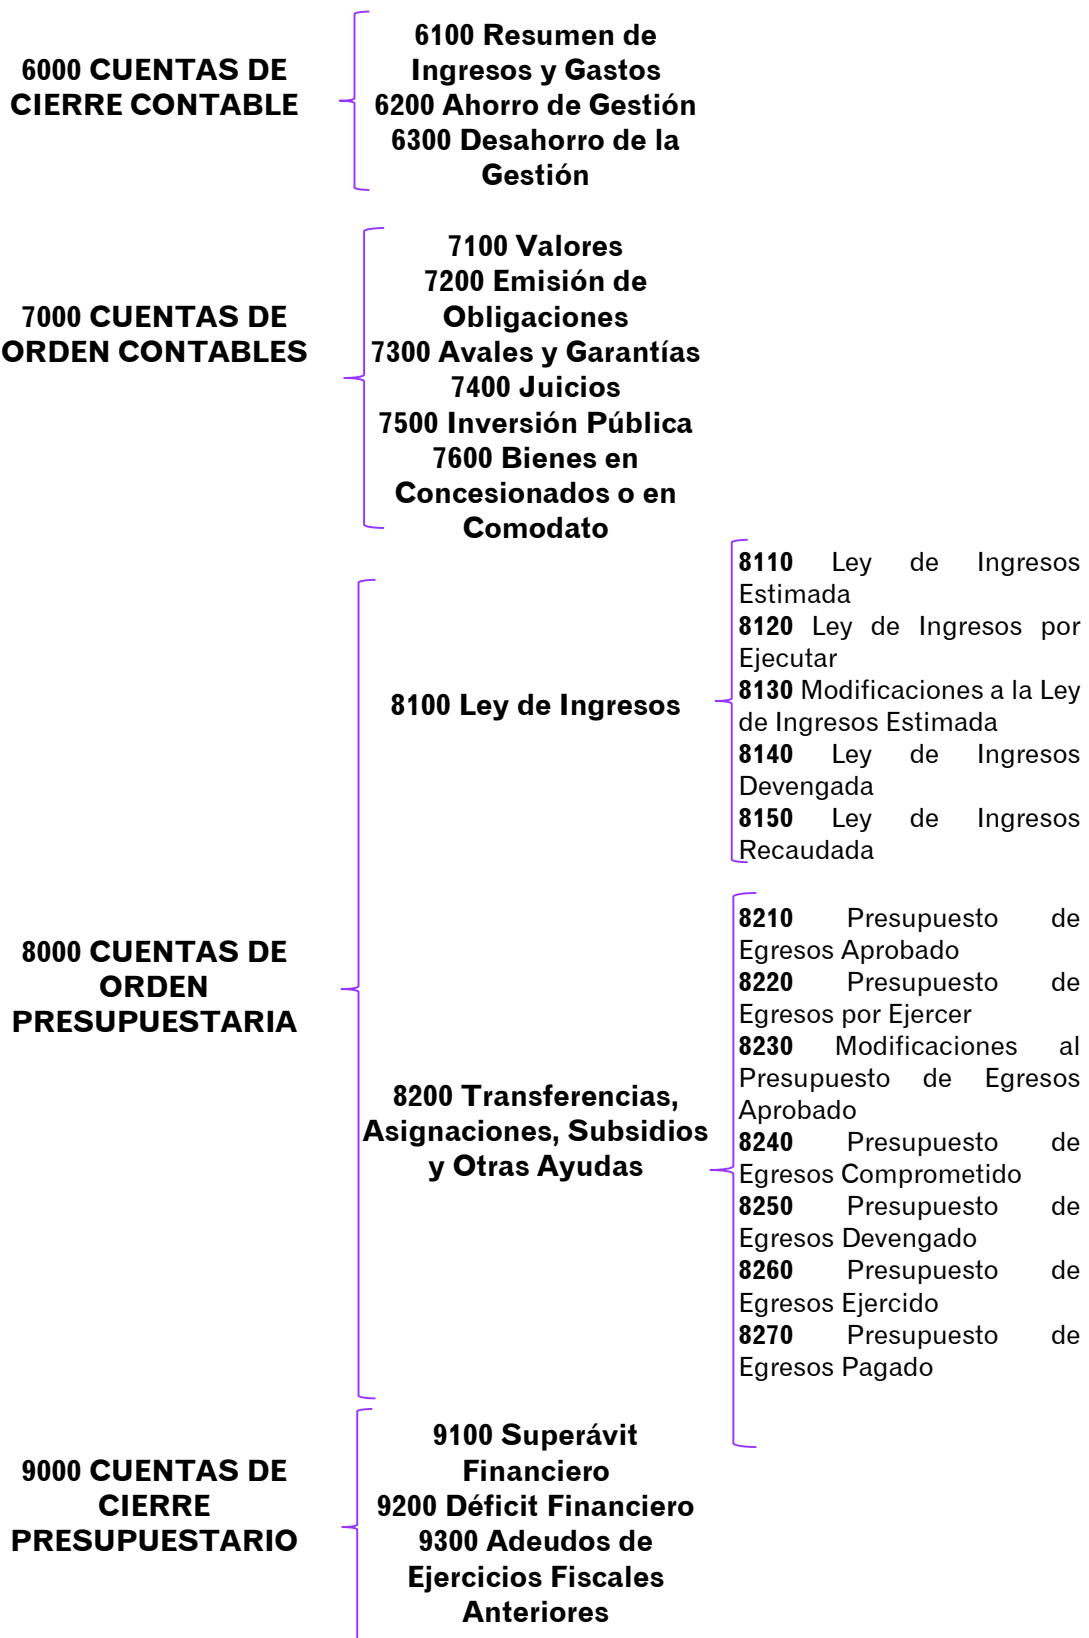 6000 CUENTAS DE
CIERRE CONTABLE
6100 Resumen de
Ingresos y Gastos
6200 Ahorro de Gestión
6300 Desahorro de la
Gestión
7000 CUENTAS DE
ORDEN CONTABLES
7100 Valores
7200 Emisión de
Obligaciones
7300 Avales y Garantías
7400 Juicios
7500 Inversión Pública
7600 Bienes en
Concesionados o en
Comodato
8000 CUENTAS DE
ORDEN
PRESUPUESTARIA
8100 Ley de Ingresos
8110 Ley de Ingresos
Estimada
8120 Ley de Ingresos por
Ejecutar
8130 Modificaciones a la Ley
de Ingresos Estimada
8140 Ley de Ingresos
Devengada
8150 Ley de Ingresos
Recaudada
8200 Transferencias,
Asignaciones, Subsidios
y Otras Ayudas
8210 Presupuesto de
Egresos Aprobado
8220 Presupuesto de
Egresos por Ejercer
8230 Modificaciones al
Presupuesto de Egresos
Aprobado
8240 Presupuesto de
Egresos Comprometido
8250 Presupuesto de
Egresos Devengado
8260 Presupuesto de
Egresos Ejercido
8270 Presupuesto de
Egresos Pagado
9000 CUENTAS DE
CIERRE
PRESUPUESTARIO
9100 Superávit
Financiero
9200 Déficit Financiero
9300 Adeudos de
Ejercicios Fiscales
Anteriores